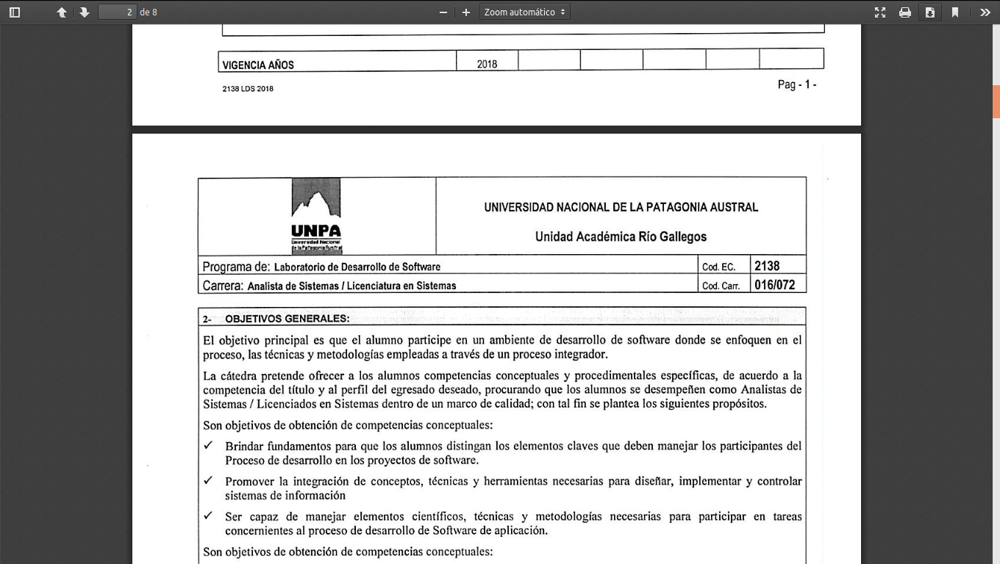 2 de 8
Zoom automático
VIGENCIA AÑOS 2018
2138 LDS 2018
Pag - 1 -
UNPA
Universidad Nacional
de la Patagonia Austral
UNIVERSIDAD NACIONAL DE LA PATAGONIA AUSTRAL
Unidad Académica Río Gallegos
Programa de: Laboratorio de Desarrollo de Software Cod. EC. 2138
Carrera: Analista de Sistemas / Licenciatura en Sistemas Cod. Carr. 016/072
2- OBJETIVOS GENERALES:
El objetivo principal es que el alumno participe en un ambiente de desarrollo de software donde se enfoquen en el
proceso, las técnicas y metodologías empleadas a través de un proceso integrador.
La cátedra pretende ofrecer a los alumnos competencias conceptuales y procedimentales específicas, de acuerdo a la
competencia del título y al perfil del egresado deseado, procurando que los alumnos se desempeñen como Analistas de
Sistemas / Licenciados en Sistemas dentro de un marco de calidad; con tal fin se plantea los siguientes propósitos.
Son objetivos de obtención de competencias conceptuales:
✓ Brindar fundamentos para que los alumnos distingan los elementos claves que deben manejar los participantes del
Proceso de desarrollo en los proyectos de software.
✓ Promover la integración de conceptos, técnicas y herramientas necesarias para diseñar, implementar y controlar
sistemas de información
✓ Ser capaz de manejar elementos científicos, técnicas y metodologías necesarias para participar en tareas
concernientes al proceso de desarrollo de Software de aplicación.
Son objetivos de obtención de competencias conceptuales: